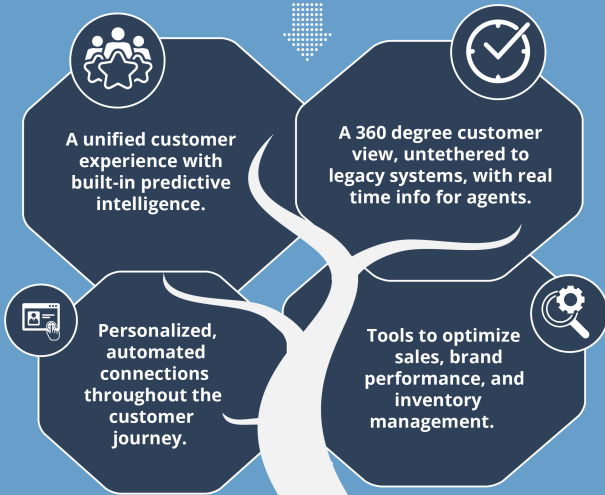 A unified customer
experience with
built-in predictive
intelligence.
A 360 degree customer
view, untethered to
legacy systems, with real
time info for agents.
Personalized,
automated
connections
throughout the
customer
journey.
Tools to optimize
sales, brand
performance, and
inventory
management.